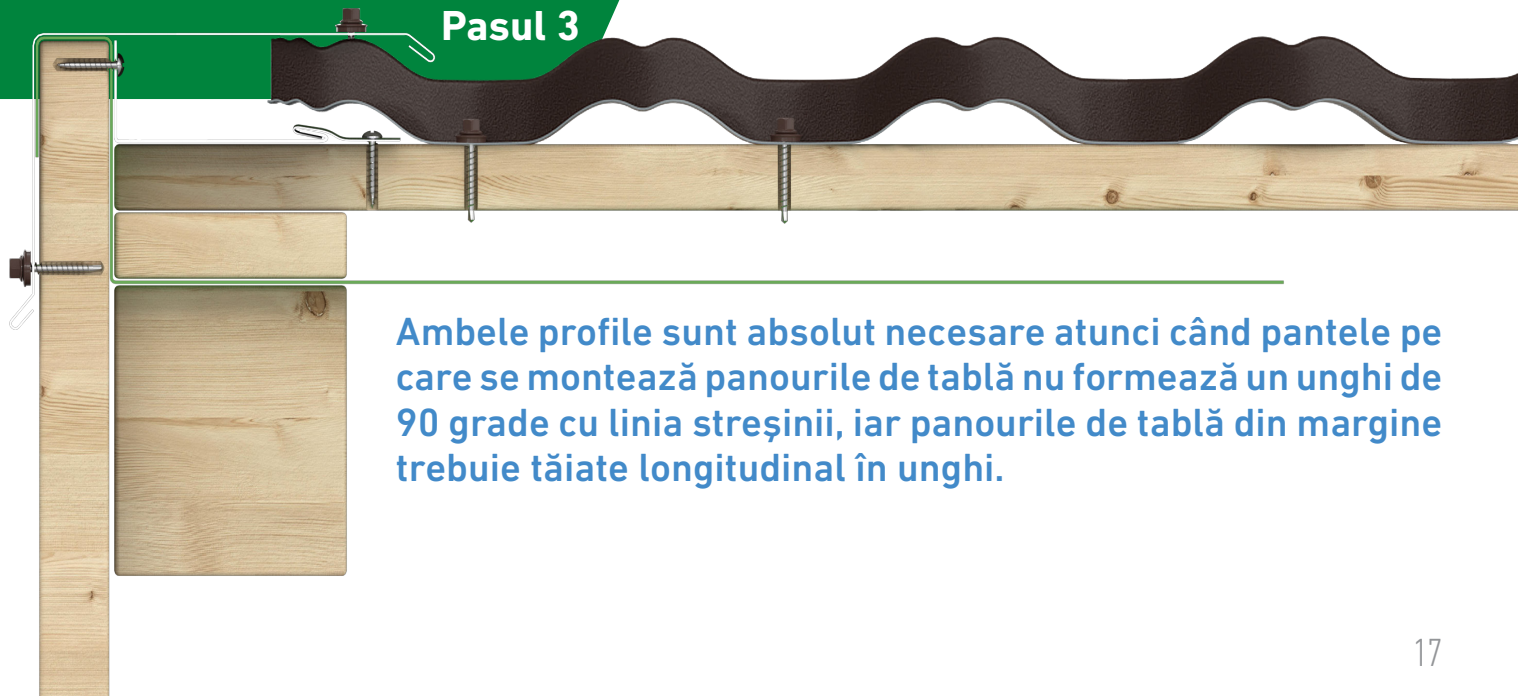 Pasul 3
Ambele profile sunt absolut necesare atunci când pantele pe
care se montează panourile de tablă nu formează un unghi de
90 grade cu linia streșinii, iar panourile de tablă din margine
trebuie tăiate longitudinal în unghi.
17